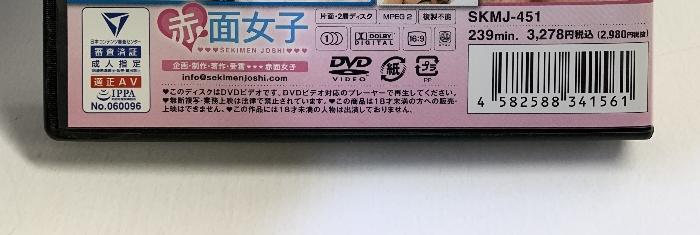 日本コンテンツ審査センター
審査済証
成人指定
適正AV
IPPA
No.060096
赤面女子
♥♥♥SEKIMEN JOSHI♥♥♥
企画・制作・著作・受審♥♥♥赤面女子
info@sekimenjoshi.com
片面・2層ディスク
MPEG 2
複製不能
DOLBY
DIGITAL
16:9
DVD
VIDEO
紙
プラ
PP
SKMJ-451
239min. 3,278円税込 (2,980円税抜)
4 582588 341561
♥このディスクはDVDビデオです。DVDビデオ対応のプレーヤーで再生してください。
♥無断複写・業務上映は法律で禁止されています。♥この商品は18才未満の方への販売・
上映はできません。♥この作品には18才未満の人物は出演しておりません。